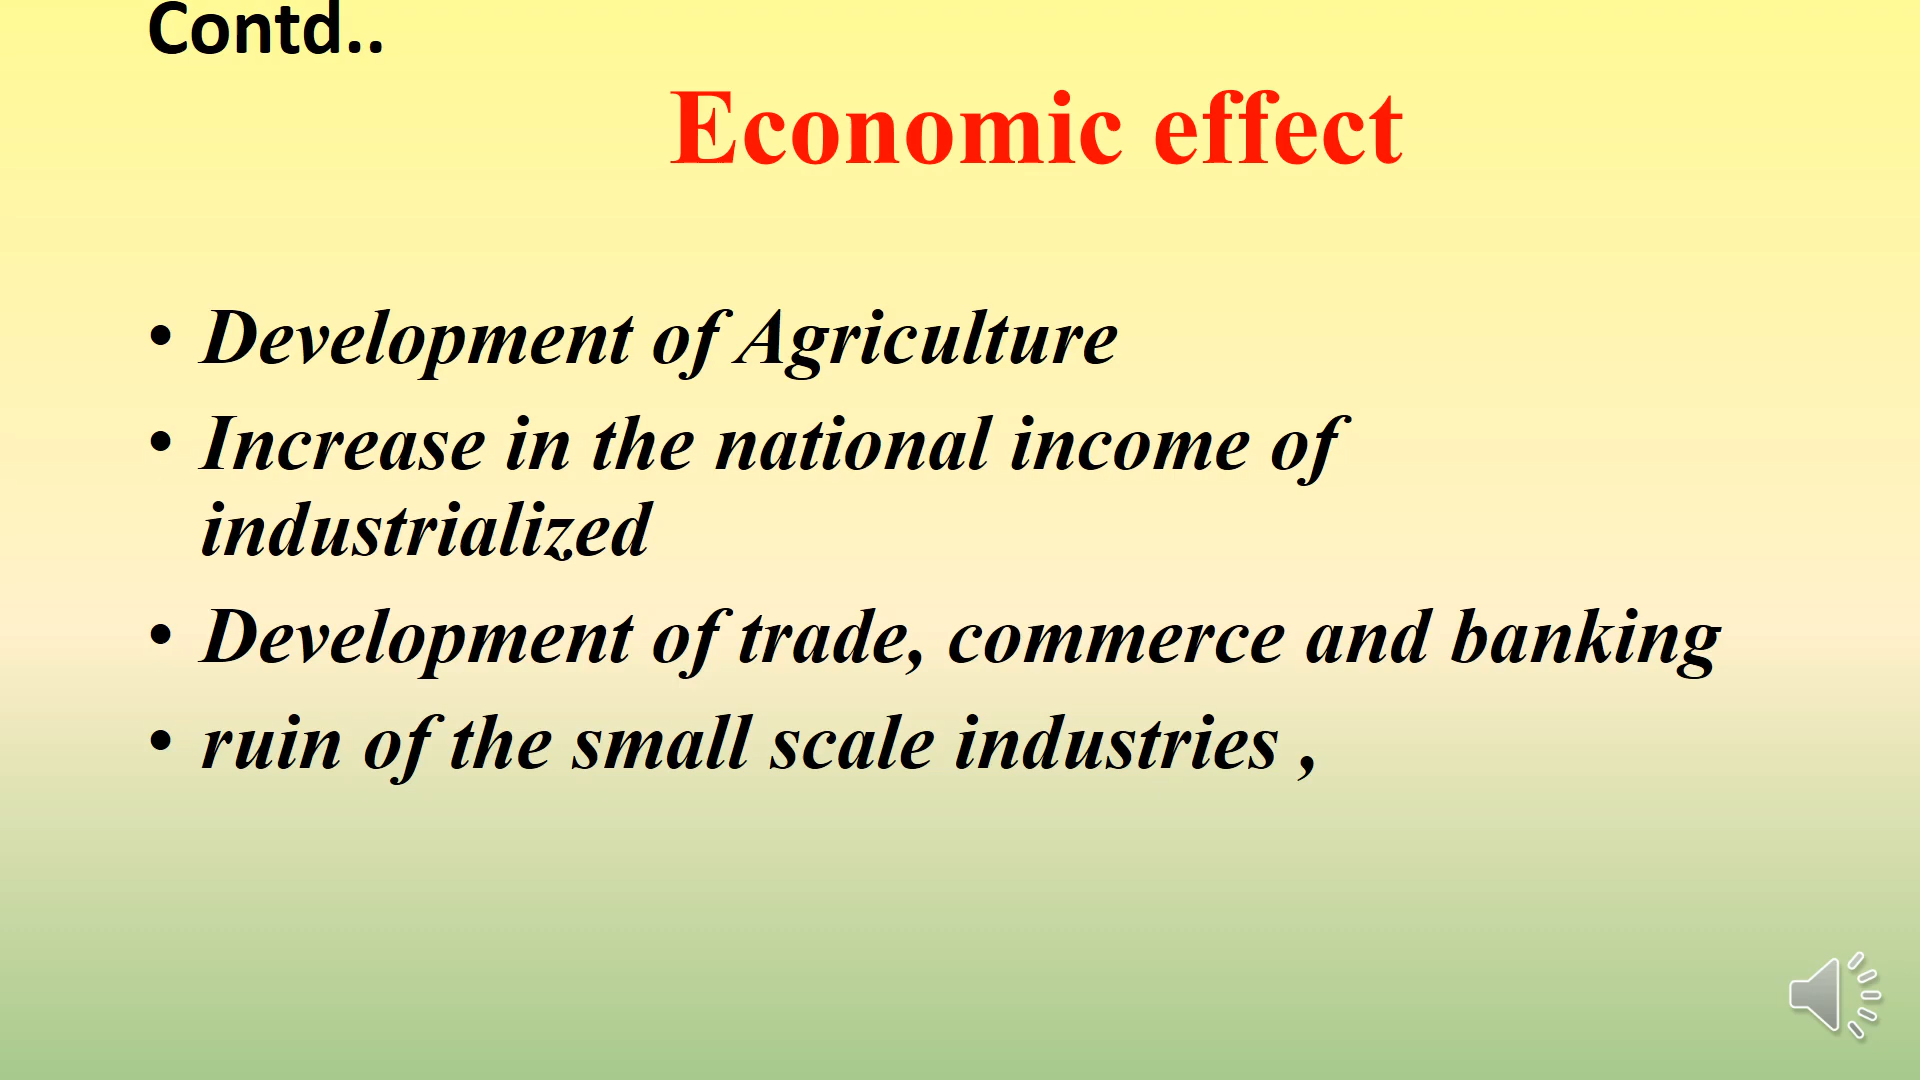 Contd..
Economic effect
• Development of Agriculture
• Increase in the national income of
industrialized
• Development of trade, commerce and banking
• ruin of the small scale industries ,